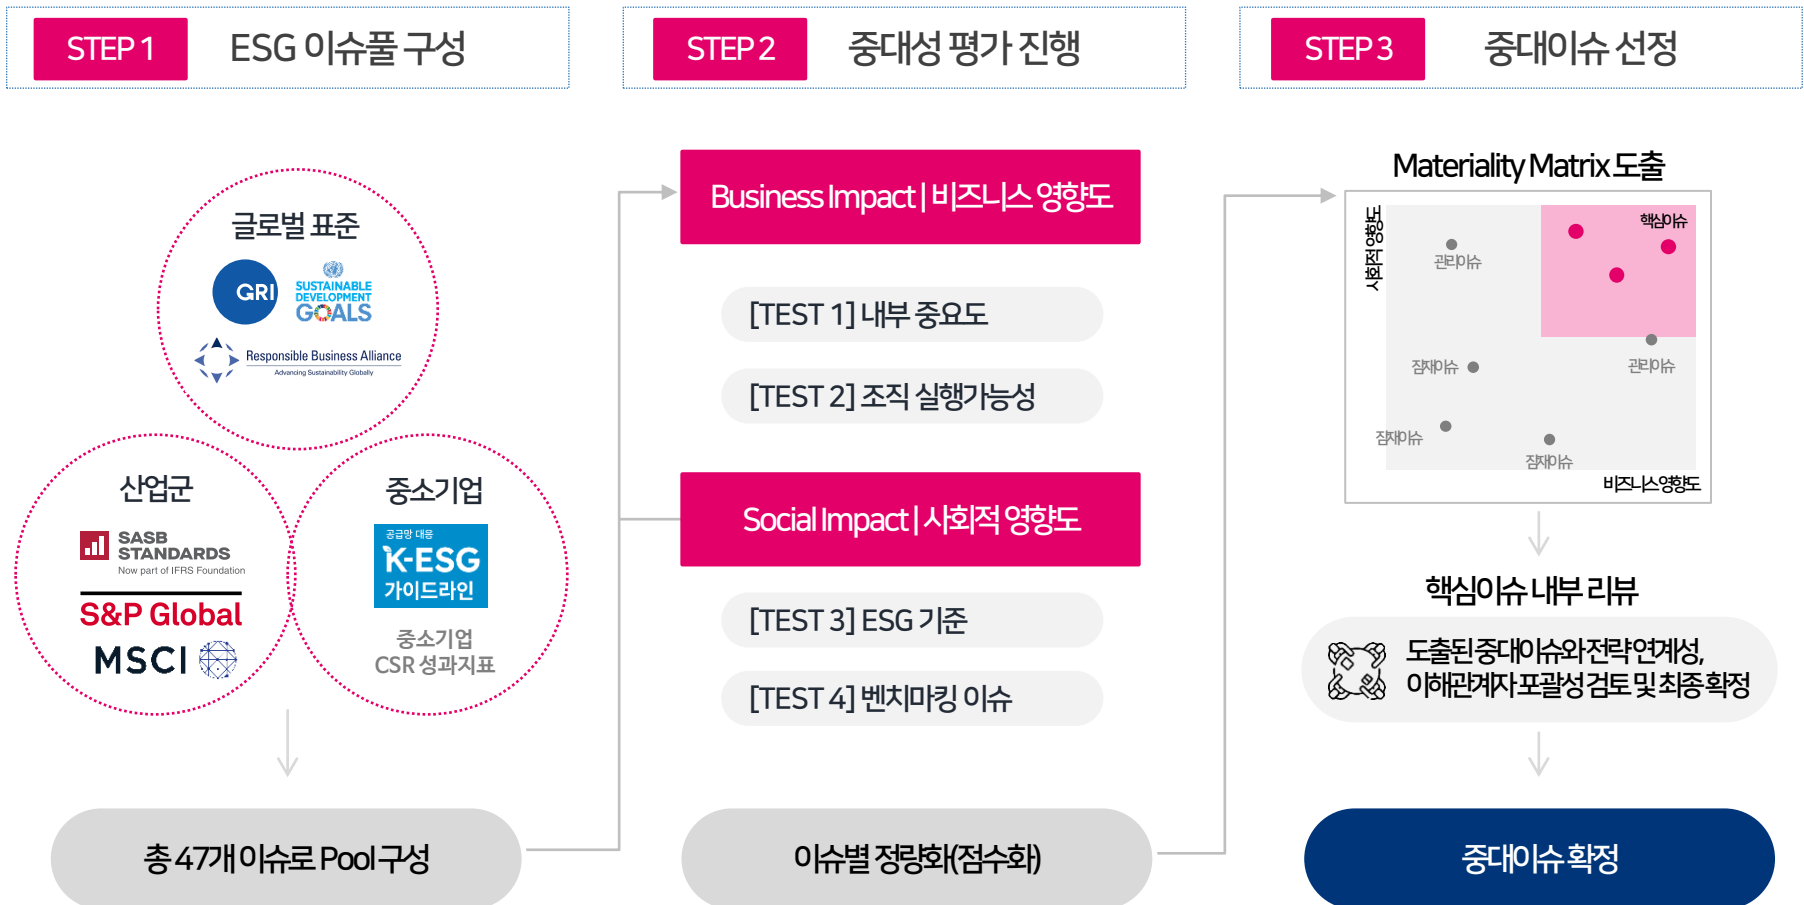 STEP 1
ESG 이슈풀 구성
글로벌 표준
GRI
SUSTAINABLE
DEVELOPMENT
GOALS
Responsible Business Alliance
Advancing Sustainability Globally
산업군
SASB
STANDARDS
Now part of IFRS Foundation
S&P Global
MSCI
중소기업
공급망 대응
K-ESG
가이드라인
중소기업
CSR 성과지표
총 47개 이슈로 Pool 구성
STEP 2
중대성 평가 진행
Business Impact | 비즈니스 영향도
[TEST 1] 내부 중요도
[TEST 2] 조직 실행가능성
Social Impact | 사회적 영향도
[TEST 3] ESG 기준
[TEST 4] 벤치마킹 이슈
이슈별 정량화(점수화)
STEP 3
중대이슈 선정
Materiality Matrix 도출
사회적 영향도
핵심이슈
관리이슈
잠재이슈
관리이슈
잠재이슈
잠재이슈
비즈니스 영향도
핵심이슈 내부 리뷰
도출된 중대이슈와 전략 연계성,
이해관계자 포괄성 검토 및 최종 확정
중대이슈 확정